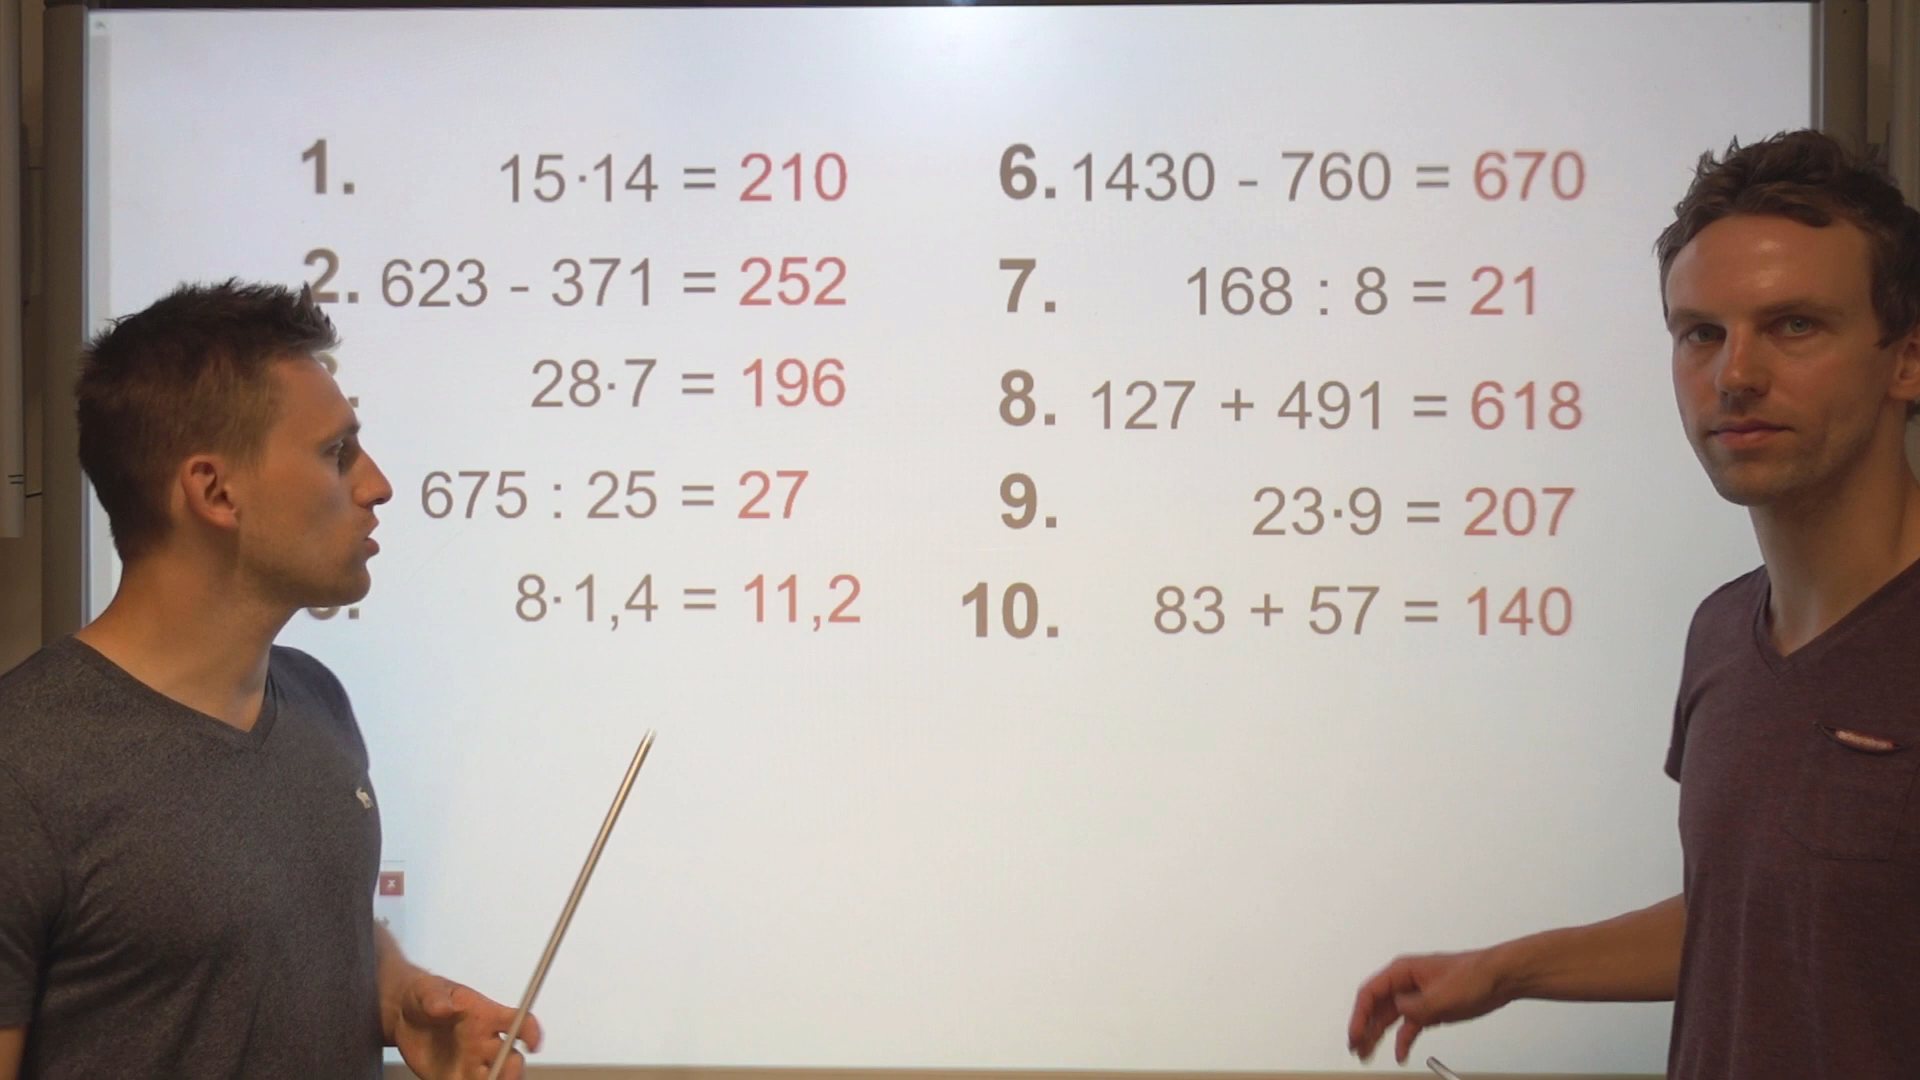 1. 15·14 = 210
2. 623 - 371 = 252
28·7 = 196
675 : 25 = 27
8·1,4 = 11,2
6. 1430 - 760 = 670
7. 168 : 8 = 21
8. 127 + 491 = 618
9. 23·9 = 207
10. 83 + 57 = 140